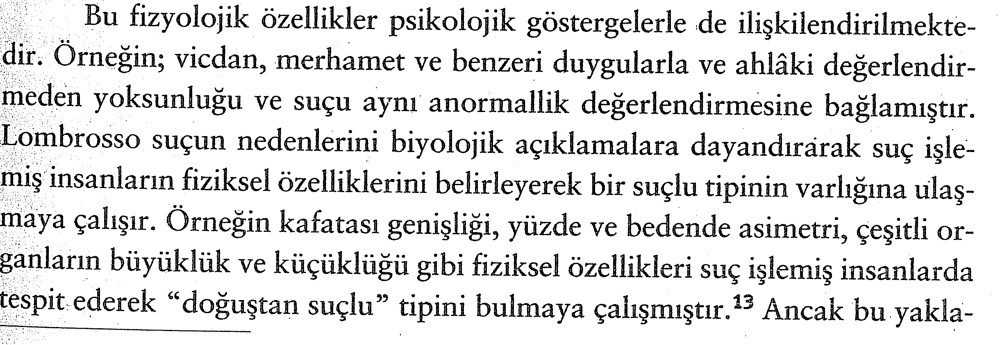 Bu fizyolojik özellikler psikolojik göstergelerle de ilişkilendirilmekte-
dir. Örneğin; vicdan, merhamet ve benzeri duygularla ve ahlâki değerlendir-
meden yoksunluğu ve suçu aynı anormallik değerlendirmesine bağlamıştır.
Lombrosso suçun nedenlerini biyolojik açıklamalara dayandırarak suç işle-
miş insanların fiziksel özelliklerini belirleyerek bir suçlu tipinin varlığına ulaş-
maya çalışır. Örneğin kafatası genişliği, yüzde ve bedende asimetri, çeşitli or-
ganların büyüklük ve küçüklüğü gibi fiziksel özellikleri suç işlemiş insanlarda
tespit ederek “doğuştan suçlu” tipini bulmaya çalışmıştır.¹³ Ancak bu yakla-